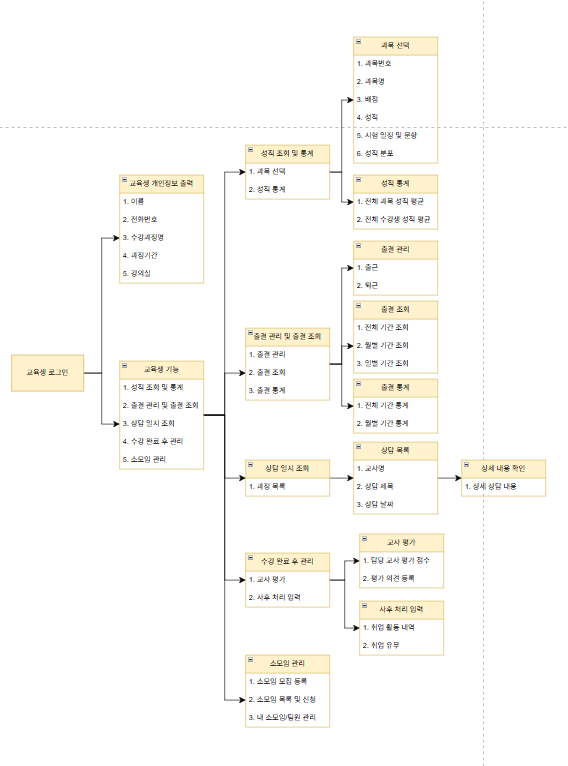 교육생 로그인
교육생 개인정보 출력
1. 이름
2. 전화번호
3. 수강과정명
4. 과정기간
5. 강의실
교육생 기능
1. 성적 조회 및 통계
2. 출결 관리 및 출결 조회
3. 상담 일지 조회
4. 수강 완료 후 관리
5. 소모임 관리
성적 조회 및 통계
1. 과목 선택
2. 성적 통계
과목 선택
1. 과목번호
2. 과목명
3. 배점
4. 성적
5. 시험 일정 및 문항
6. 성적 분포
성적 통계
1. 전체 과목 성적 평균
2. 전체 수강생 성적 평균
출결 관리 및 출결 조회
1. 출결 관리
2. 출결 조회
3. 출결 통계
출결 관리
1. 출근
2. 퇴근
출결 조회
1. 전체 기간 조회
2. 월별 기간 조회
3. 일별 기간 조회
출결 통계
1. 전체 기간 통계
2. 월별 기간 통계
상담 일지 조회
1. 과정 목록
상담 목록
1. 교사명
2. 상담 제목
3. 상담 날짜
상세 내용 확인
1. 상세 상담 내용
수강 완료 후 관리
1. 교사 평가
2. 사후 처리 입력
교사 평가
1. 담당 교사 평가 점수
2. 평가 의견 등록
사후 처리 입력
1. 취업 활동 내역
2. 취업 유무
소모임 관리
1. 소모임 모집 등록
2. 소모임 목록 및 신청
3. 내 소모임/팀원 관리